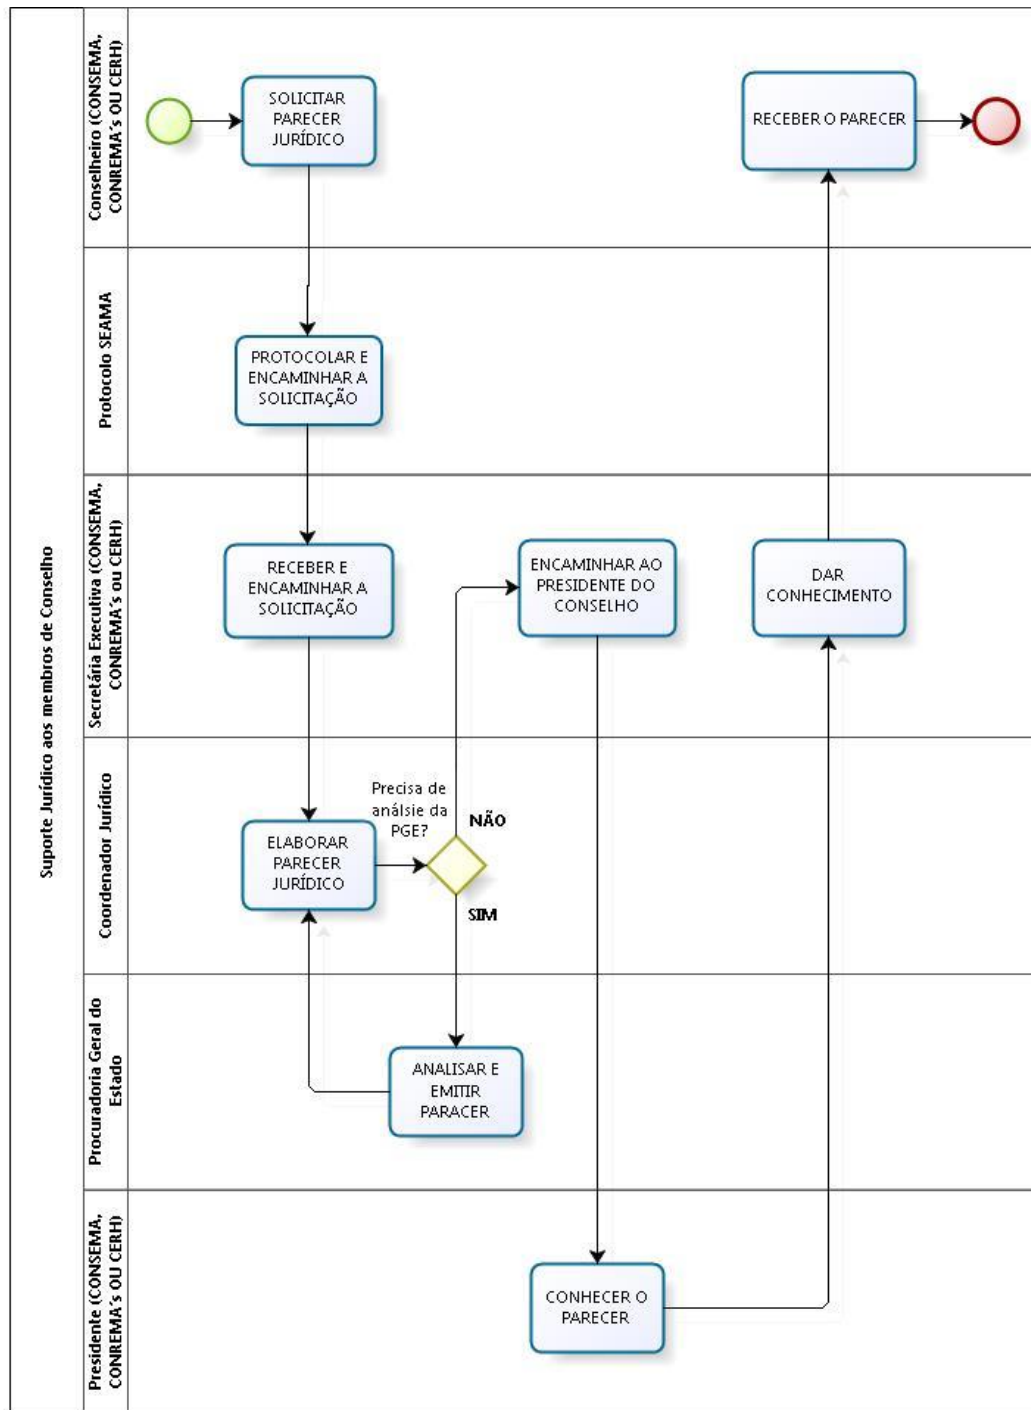 Suporte Jurídico aos membros de Conselho
Conselheiro (CONSEMA,
CONREMA´s OU CERH)
SOLICITAR
PARECER
JURÍDICO
RECEBER O PARECER
Protocolo SEAMA
PROTOCOLAR E
ENCAMINHAR A
SOLICITAÇÃO
Secretária Executiva (CONSEMA,
CONREMA´s ou CERH)
RECEBER E
ENCAMINHAR A
SOLICITAÇÃO
ENCAMINHAR AO
PRESIDENTE DO
CONSELHO
DAR
CONHECIMENTO
Coordenador Jurídico
ELABORAR
PARECER
JURÍDICO
Precisa de
análsie da
PGE?
NÃO
SIM
Procuradoria Geral do
Estado
ANALISAR E
EMITIR
PARACER
Presidente (CONSEMA,
CONREMA´s OU CERH)
CONHECER O
PARECER